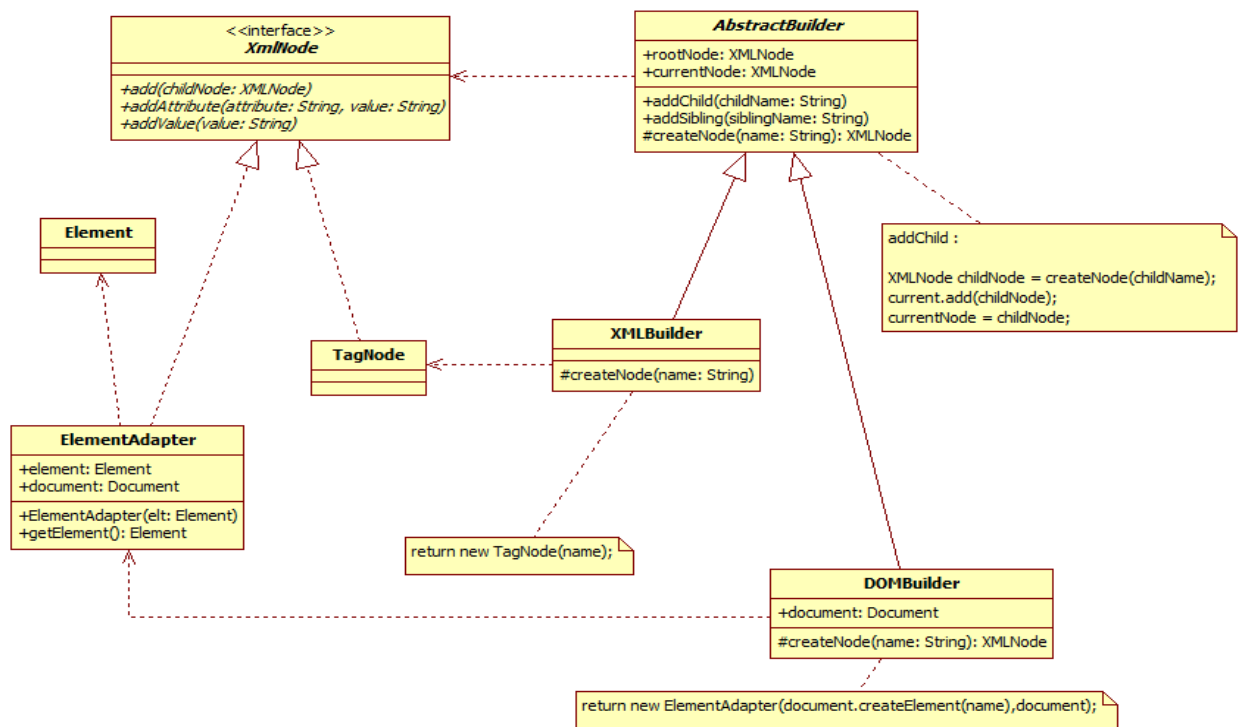 <<interface>>
XmlNode
+add(childNode: XMLNode)
+addAttribute(attribute: String, value: String)
+addValue(value: String)
AbstractBuilder
+rootNode: XMLNode
+currentNode: XMLNode
+addChild(childName: String)
+addSibling(siblingName: String)
#createNode(name: String): XMLNode
Element
addChild :
XMLNode childNode = createNode(childName);
current.add(childNode);
currentNode = childNode;
TagNode
XMLBuilder
#createNode(name: String)
ElementAdapter
+element: Element
+document: Document
+ElementAdapter(elt: Element)
+getElement(): Element
return new TagNode(name);
DOMBuilder
+document: Document
#createNode(name: String): XMLNode
return new ElementAdapter(document.createElement(name),document);